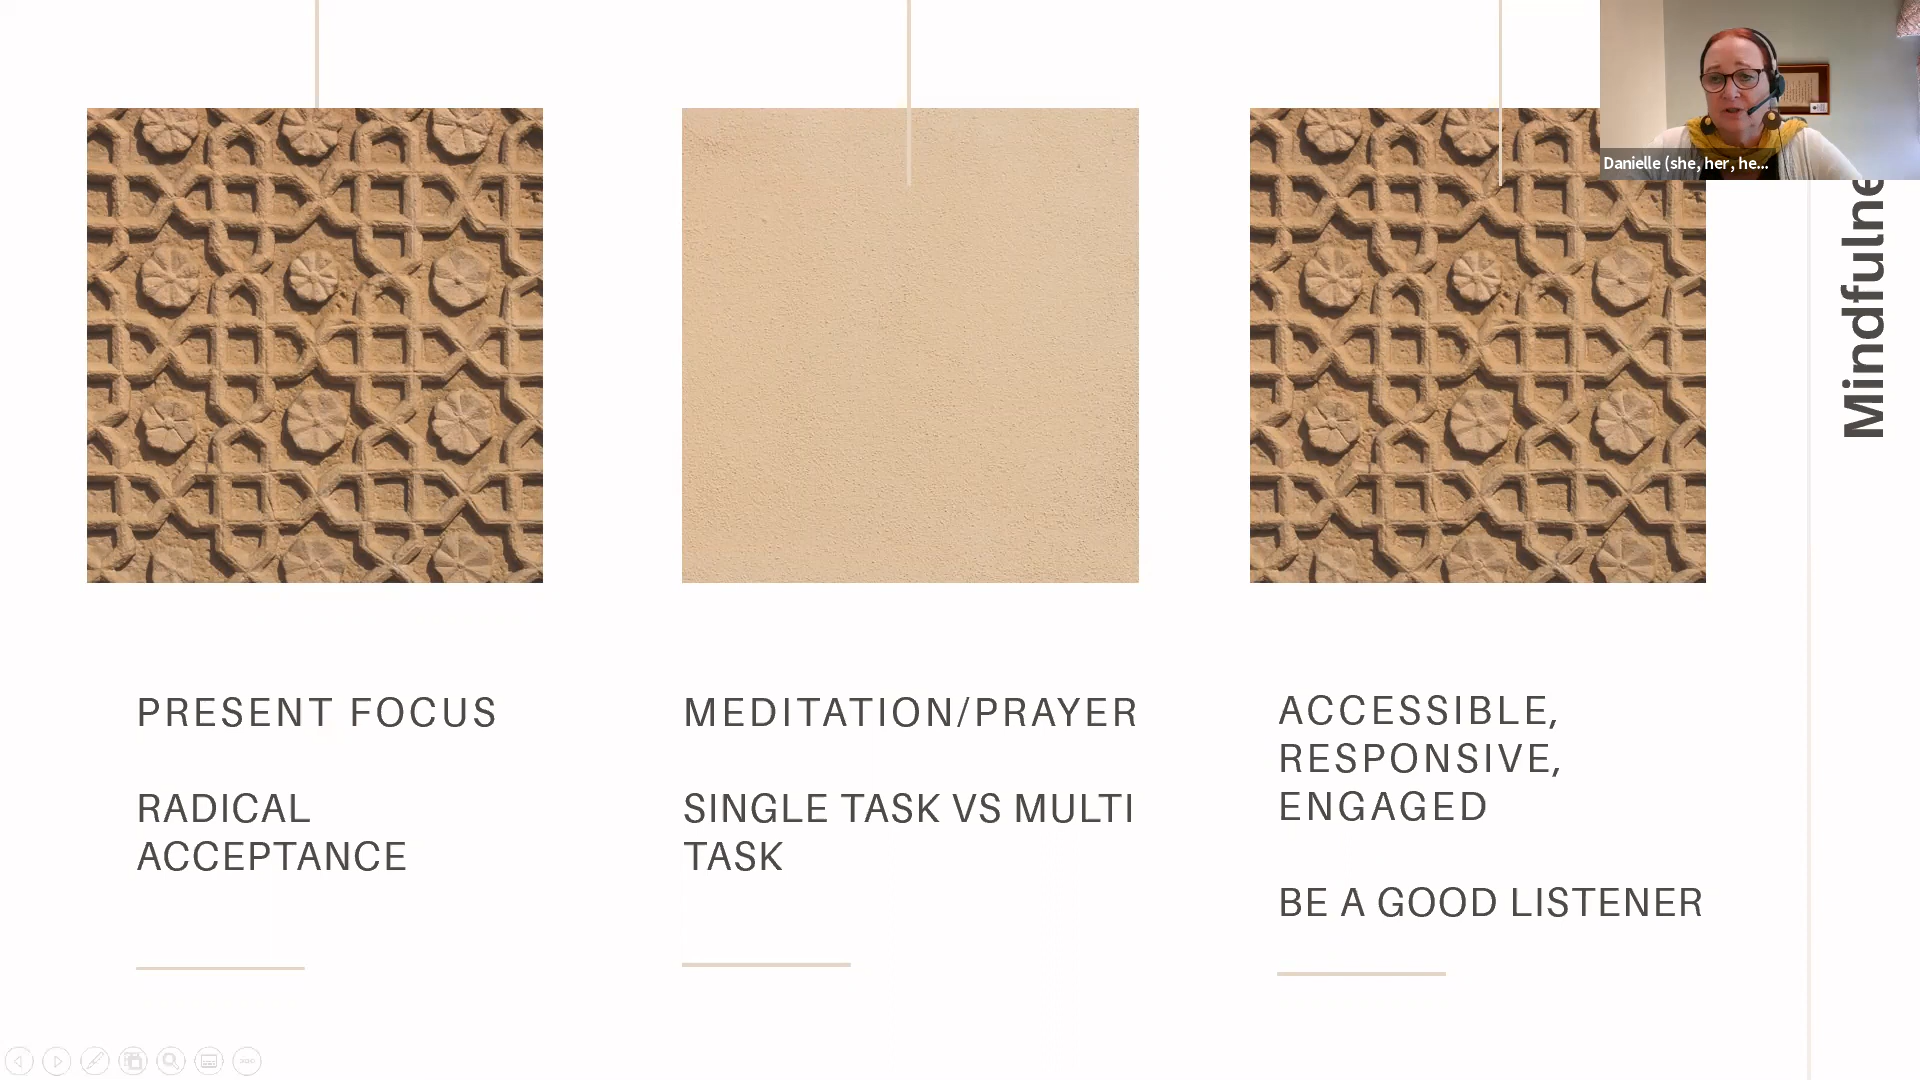 PRESENT FOCUS
RADICAL
ACCEPTANCE
MEDITATION/PRAYER
SINGLE TASK VS MULTI
TASK
ACCESSIBLE,
RESPONSIVE,
ENGAGED
BE A GOOD LISTENER
Mindfulne
Danielle (she, her, he...